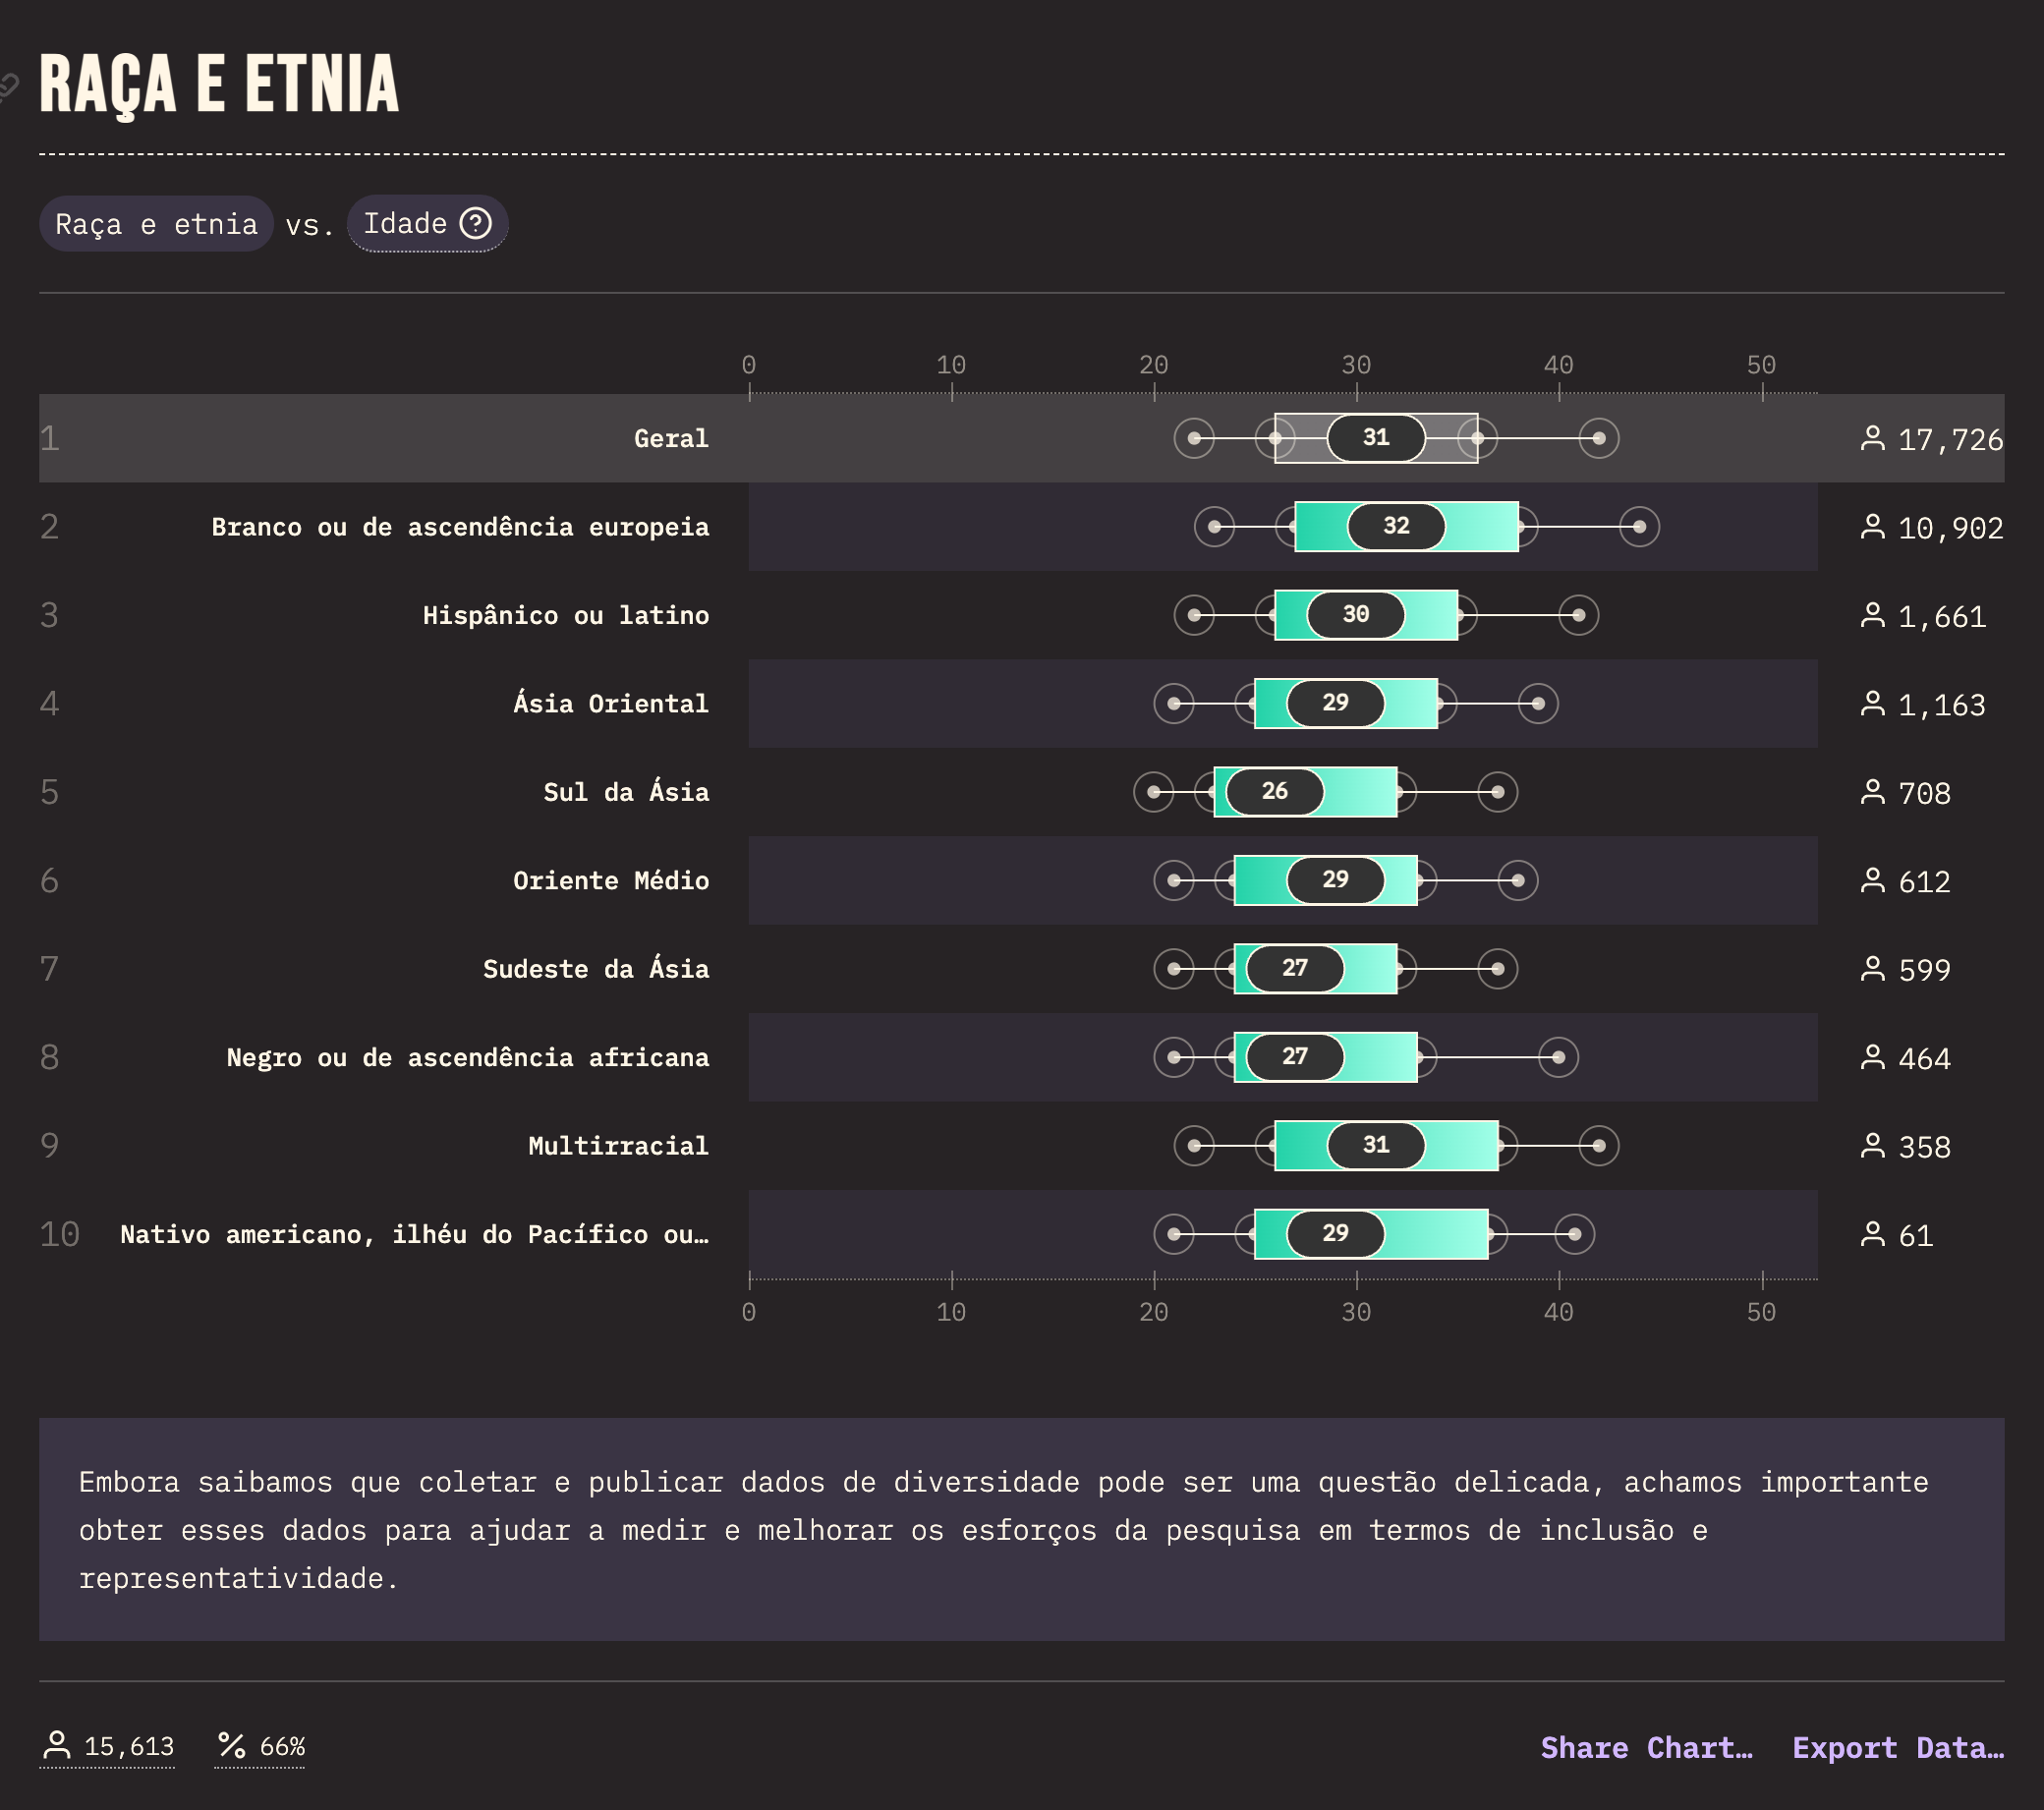 RAÇA E ETNIA
Raça e etnia vs. Idade ?
0 10 20 30 40 50
1 Geral 31 17,726
2 Branco ou de ascendência europeia 32 10,902
3 Hispânico ou latino 30 1,661
4 Ásia Oriental 29 1,163
5 Sul da Ásia 26 708
6 Oriente Médio 29 612
7 Sudeste da Ásia 27 599
8 Negro ou de ascendência africana 27 464
9 Multirracial 31 358
10 Nativo americano, ilhéu do Pacífico ou… 29 61
0 10 20 30 40 50
Embora saibamos que coletar e publicar dados de diversidade pode ser uma questão delicada, achamos importante
obter esses dados para ajudar a medir e melhorar os esforços da pesquisa em termos de inclusão e
representatividade.
15,613 % 66% Share Chart… Export Data…